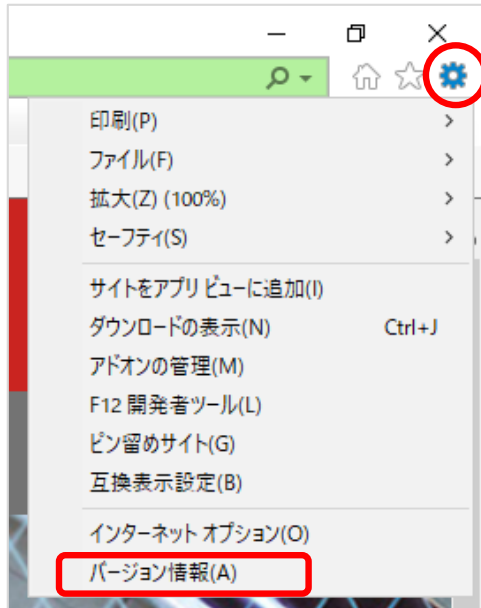 印刷(P)
ファイル(F)
拡大(Z) (100%)
セーフティ(S)
サイトをアプリ ビューに追加(I)
ダウンロードの表示(N) Ctrl+J
アドオンの管理(M)
F12 開発者ツール(L)
ピン留めサイト(G)
互換表示設定(B)
インターネット オプション(O)
バージョン情報(A)